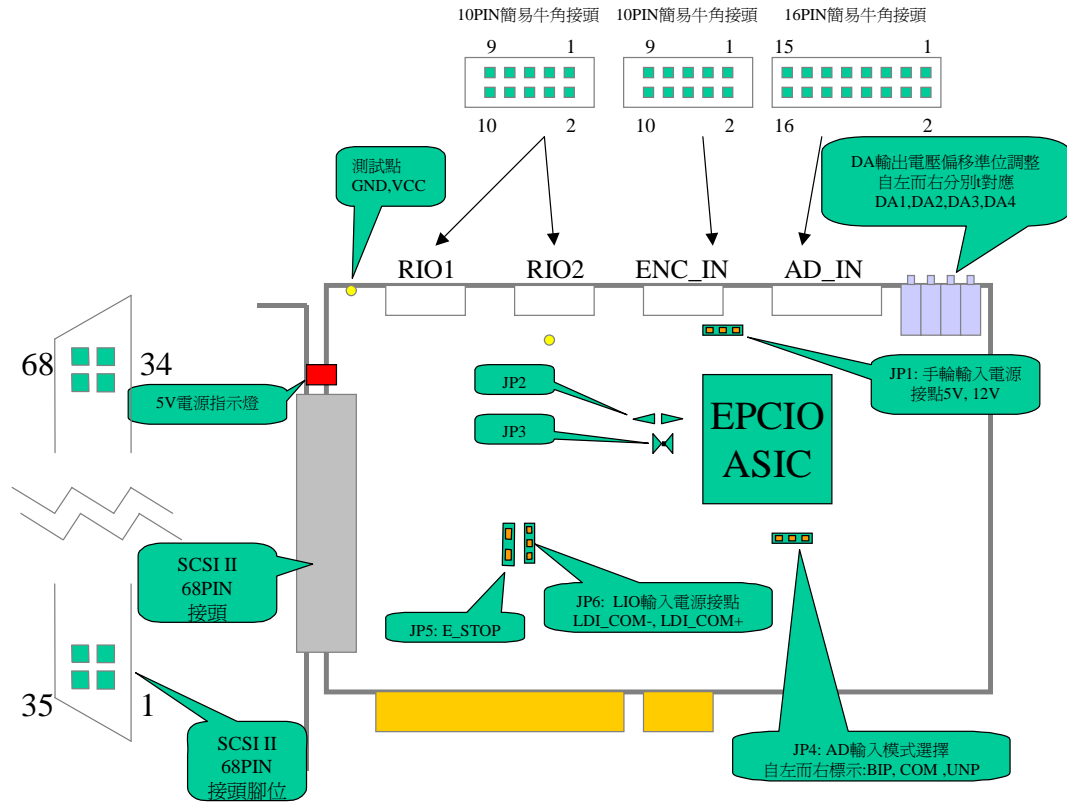 10PIN簡易牛角接頭
10PIN簡易牛角接頭
16PIN簡易牛角接頭
9 1
9 1
15 1
10 2
10 2
16 2
測試點
GND,VCC
DA輸出電壓偏移準位調整
自左而右分別t對應
DA1,DA2,DA3,DA4
RIO1
RIO2
ENC_IN
AD_IN
68 34
5V電源指示燈
JP2
JP3
EPCIO
ASIC
JP1: 手輪輸入電源
接點5V, 12V
SCSI II
68PIN
接頭
JP5: E_STOP
JP6: LIO輸入電源接點
LDI_COM-, LDI_COM+
35 1
SCSI II
68PIN
接頭腳位
JP4: AD輸入模式選擇
自左而右標示:BIP, COM ,UNP